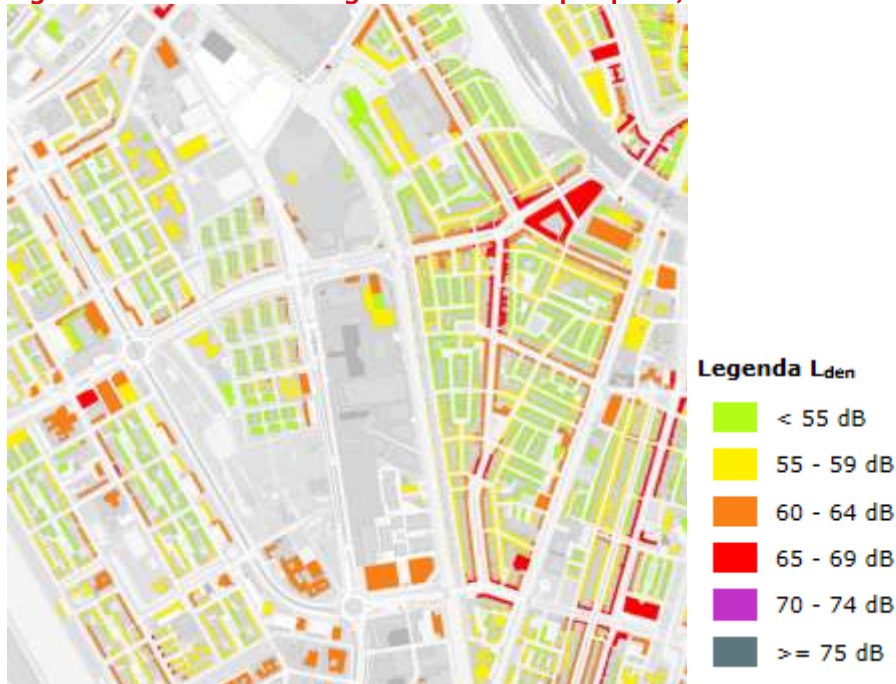 Legenda Lden
< 55 dB
55 - 59 dB
60 - 64 dB
65 - 69 dB
70 - 74 dB
>= 75 dB